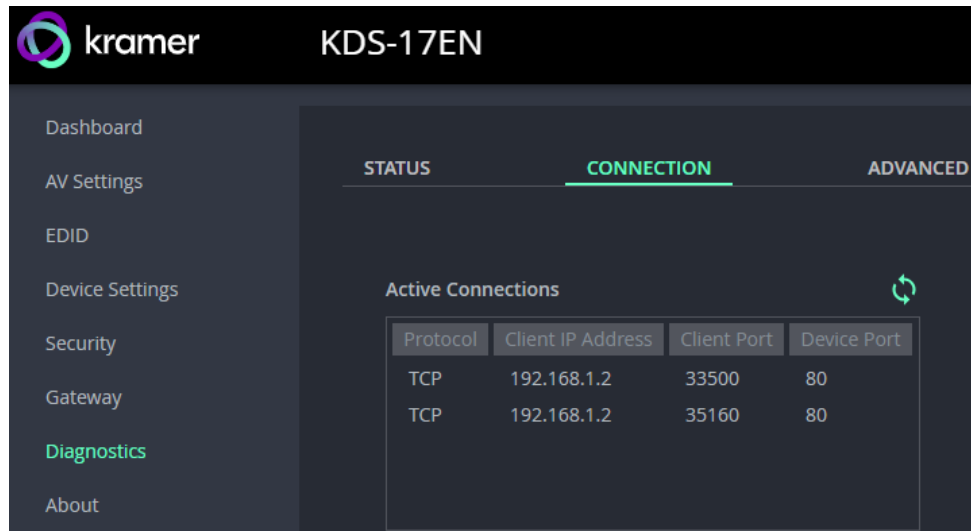 kramer KDS-17EN
Dashboard
AV Settings
EDID
Device Settings
Security
Gateway
Diagnostics
About
STATUS CONNECTION ADVANCED
Active Connections
Protocol Client IP Address Client Port Device Port
TCP 192.168.1.2 33500 80
TCP 192.168.1.2 35160 80